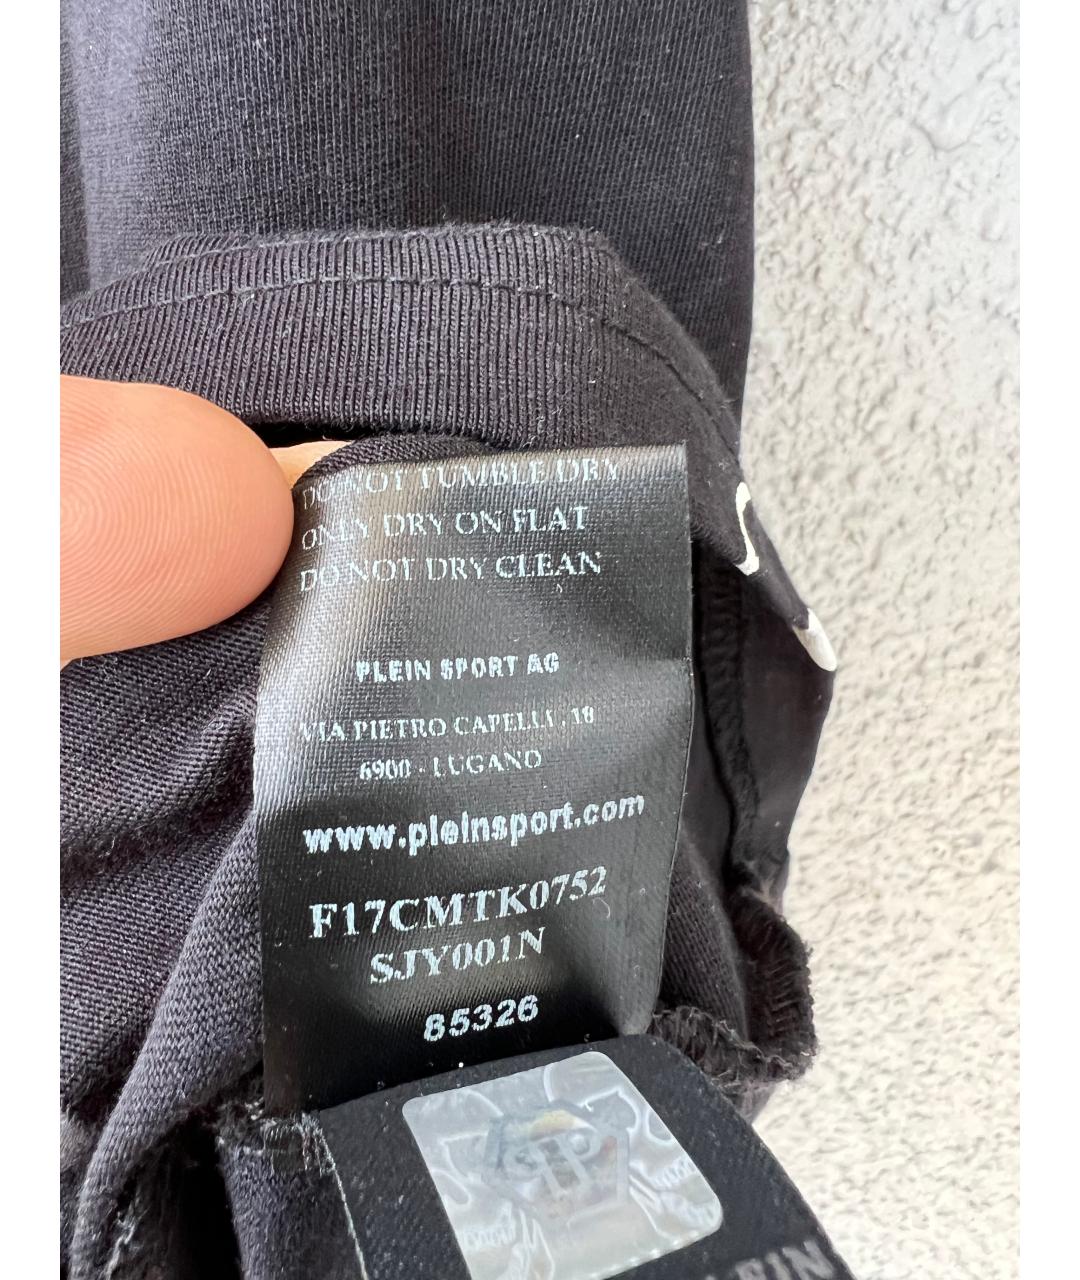 DO NOT TUMBLE DRY
ONLY DRY ON FLAT
DO NOT DRY CLEAN
PLEIN SPORT AG
VIA PIETRO CAPELLI, 18
6900 - LUGANO
www.pleinsport.com
F17CMTK0752
SJY001N
85326
PLEIN